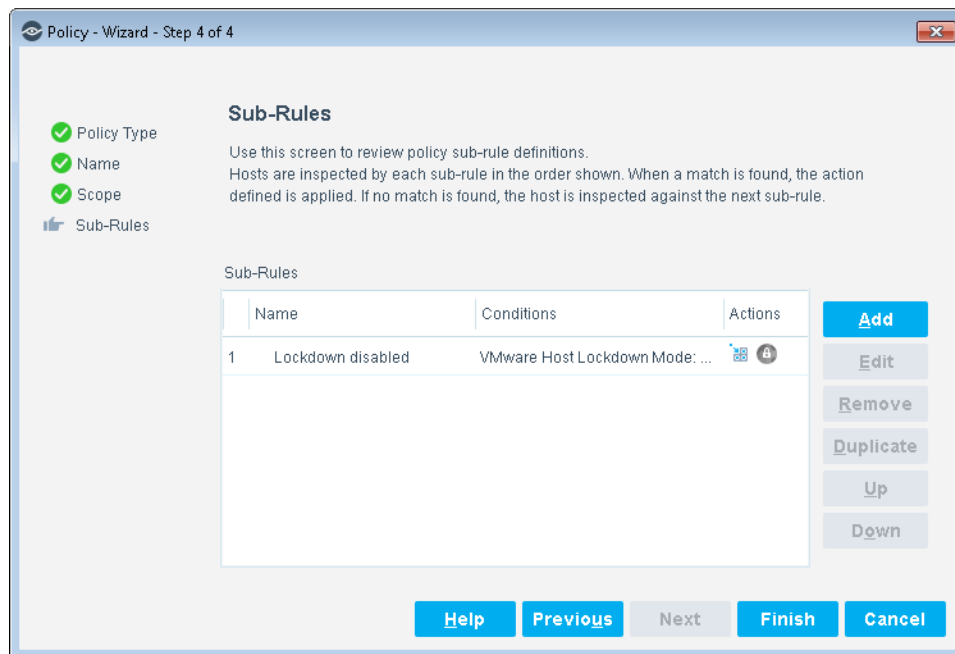 Policy - Wizard - Step 4 of 4
Policy Type
Name
Scope
Sub-Rules
Sub-Rules
Use this screen to review policy sub-rule definitions.
Hosts are inspected by each sub-rule in the order shown. When a match is found, the action
defined is applied. If no match is found, the host is inspected against the next sub-rule.
Sub-Rules
Name Conditions Actions
1 Lockdown disabled VMware Host Lockdown Mode: ...
Add
Edit
Remove
Duplicate
Up
Down
Help Previous Next Finish Cancel